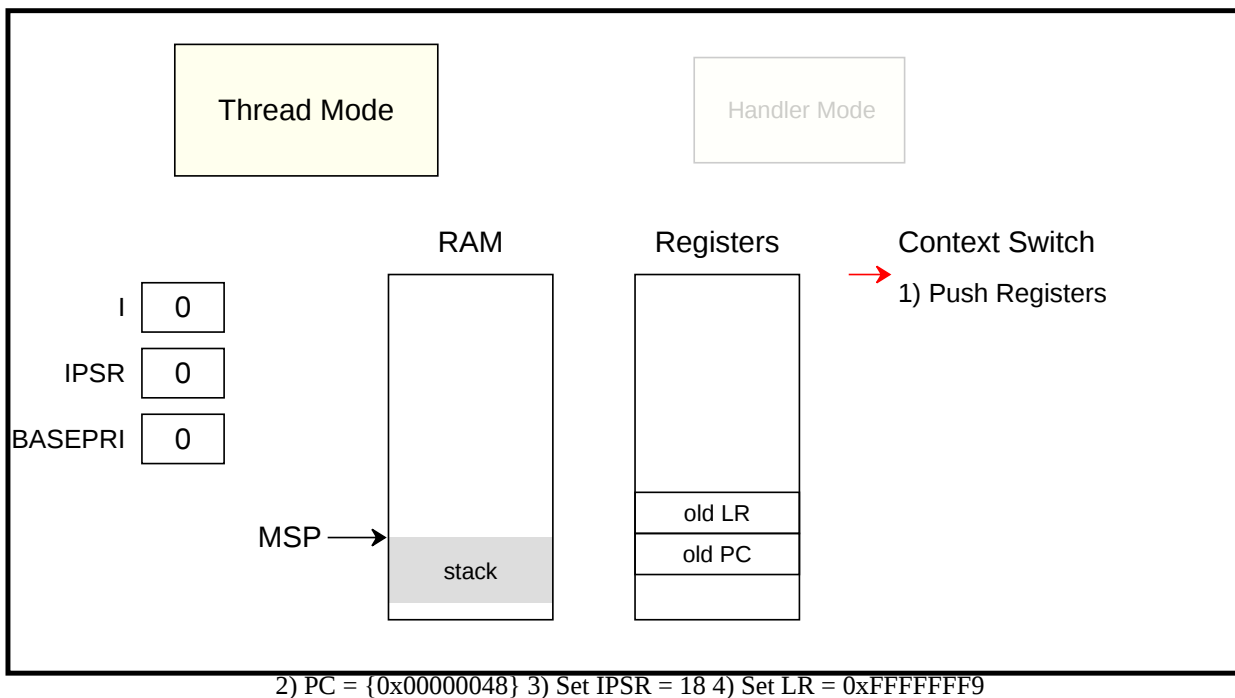 Thread Mode
Handler Mode
RAM
Registers
Context Switch
1) Push Registers
I
0
IPSR
0
BASEPRI
0
old LR
MSP
old PC
stack
2) PC = {0x00000048} 3) Set IPSR = 18 4) Set LR = 0xFFFFFFF9